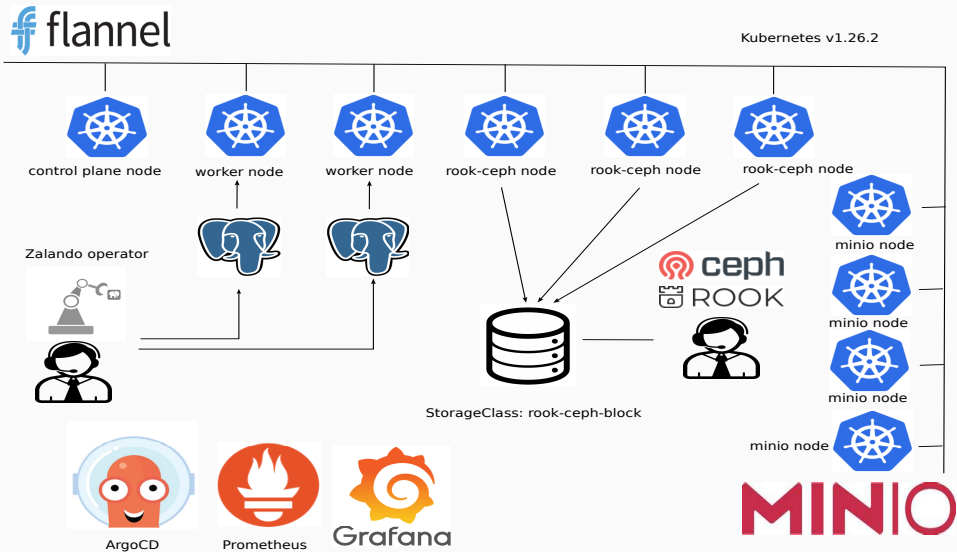 flannel
Kubernetes v1.26.2
control plane node
worker node
worker node
rook-ceph node
rook-ceph node
rook-ceph node
minio node
Zalando operator
ceph
ROOK
minio node
minio node
StorageClass: rook-ceph-block
minio node
MINIO
Grafana
ArgoCD
Prometheus